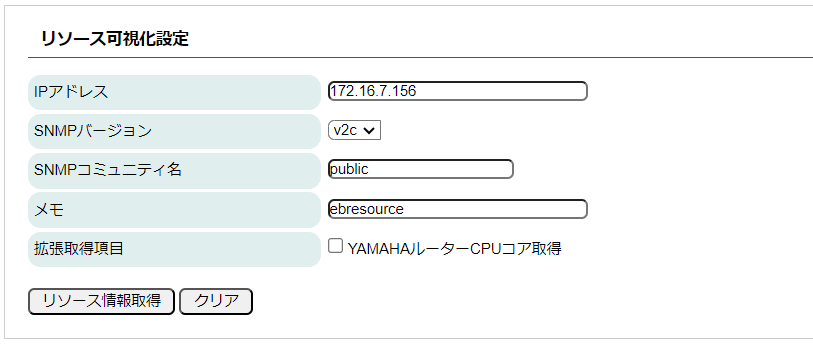 リソース可視化設定
IPアドレス 172.16.7.156
SNMPバージョン v2c
SNMPコミュニティ名 public
メモ ebresource
拡張取得項目 YAMAHAルーターCPUコア取得
リソース情報取得 クリア